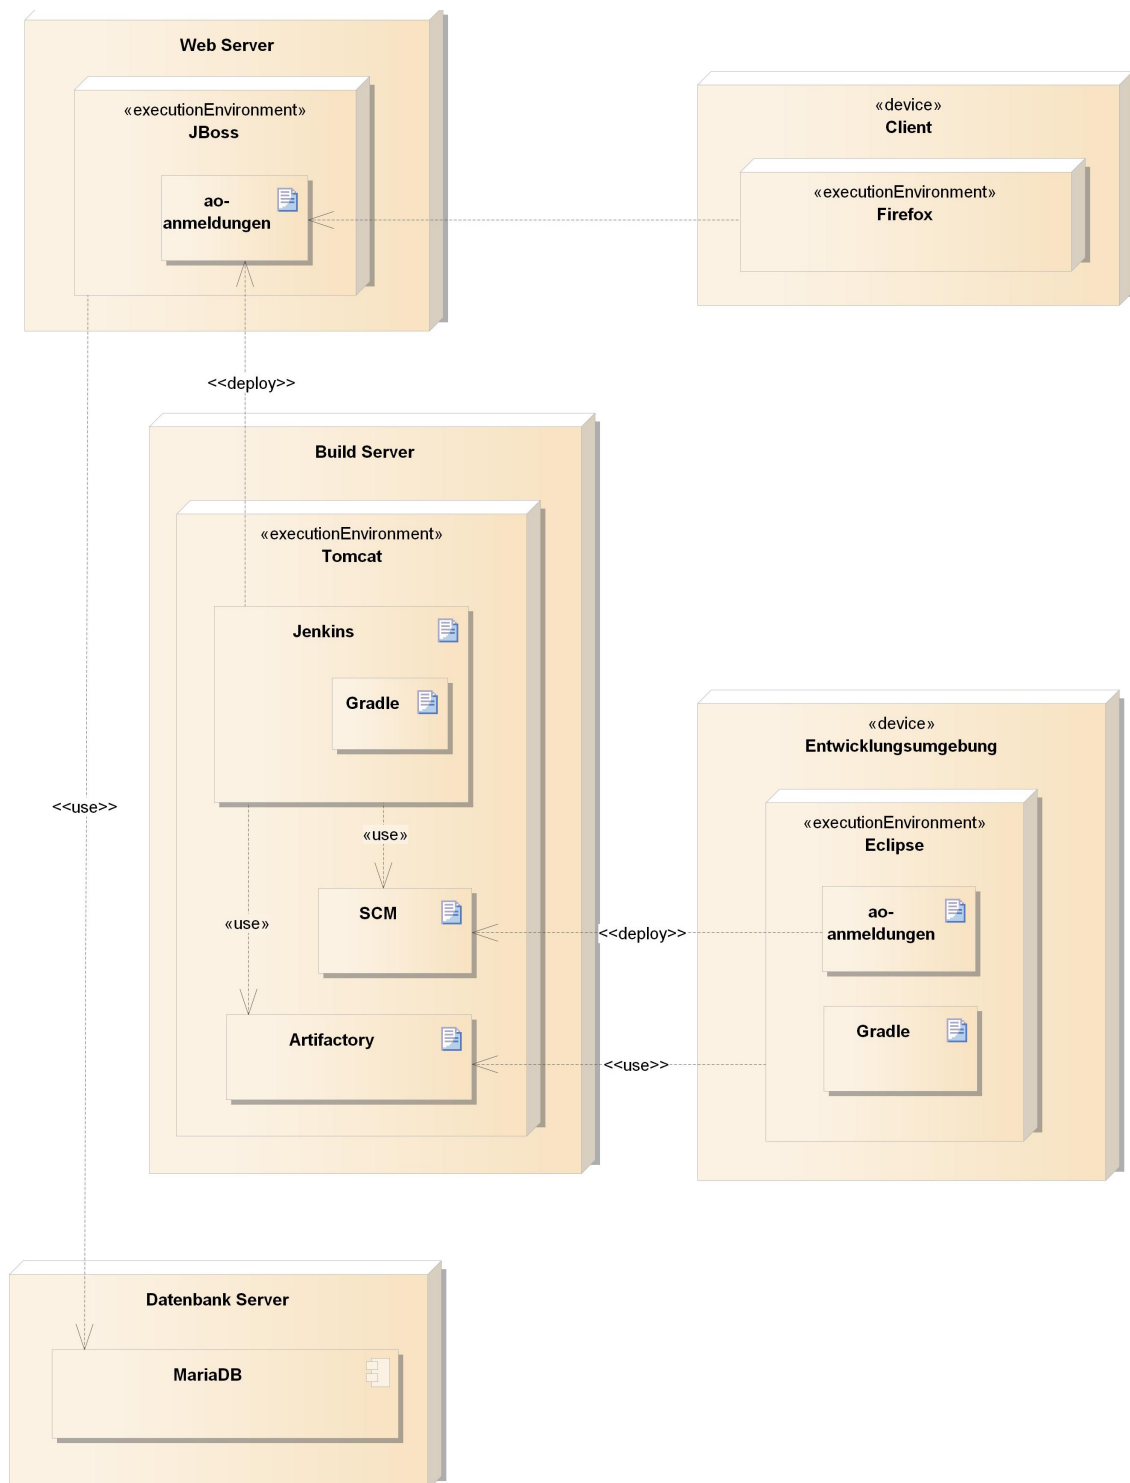 Web Server
«executionEnvironment»
JBoss
ao-
anmeldungen
«device»
Client
«executionEnvironment»
Firefox
<<deploy>>
Build Server
«executionEnvironment»
Tomcat
Jenkins
Gradle
<<use>>
«use»
SCM
«use»
Artifactory
«device»
Entwicklungsumgebung
«executionEnvironment»
Eclipse
ao-
anmeldungen
<<deploy>>
Gradle
<<use>>
Datenbank Server
MariaDB